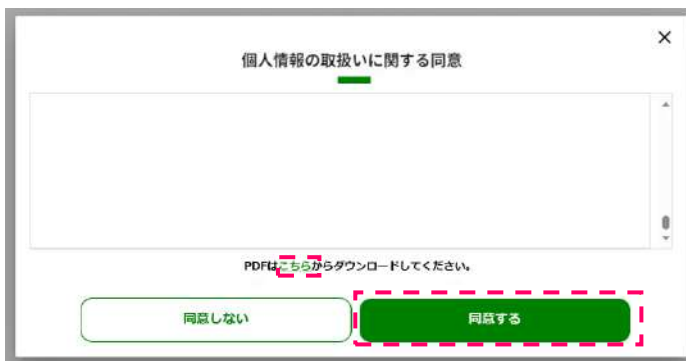 個人情報の取扱いに関する同意
PDFはこちらからダウンロードしてください。
同意しない
同意する